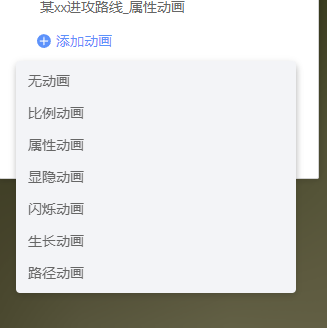 某xx进攻路线_属性动画
添加动画
无动画
比例动画
属性动画
显隐动画
闪烁动画
生长动画
路径动画